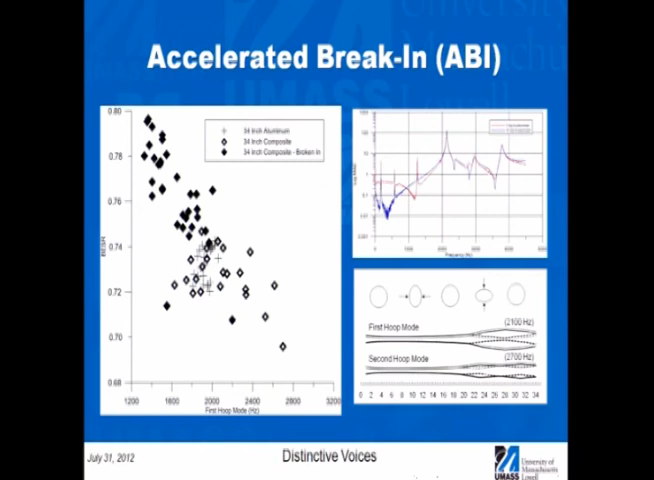 Accelerated Break-In (ABI)
0.80
0.78
0.76
0.74
0.72
0.70
0.68
BESR
34 Inch Aluminum
34 Inch Composite
34 Inch Composite - Broken In
1200 1600 2000 2400 2800 3200
First Hoop Mode (Hz)
Frequency (Hz)
First Hoop Mode (2100 Hz)
Second Hoop Mode (2700 Hz)
0 2 4 6 8 10 12 14 16 18 20 22 24 26 28 30 32 34
July 31, 2012
Distinctive Voices
UMASS
University of
Massachusetts
Lowell